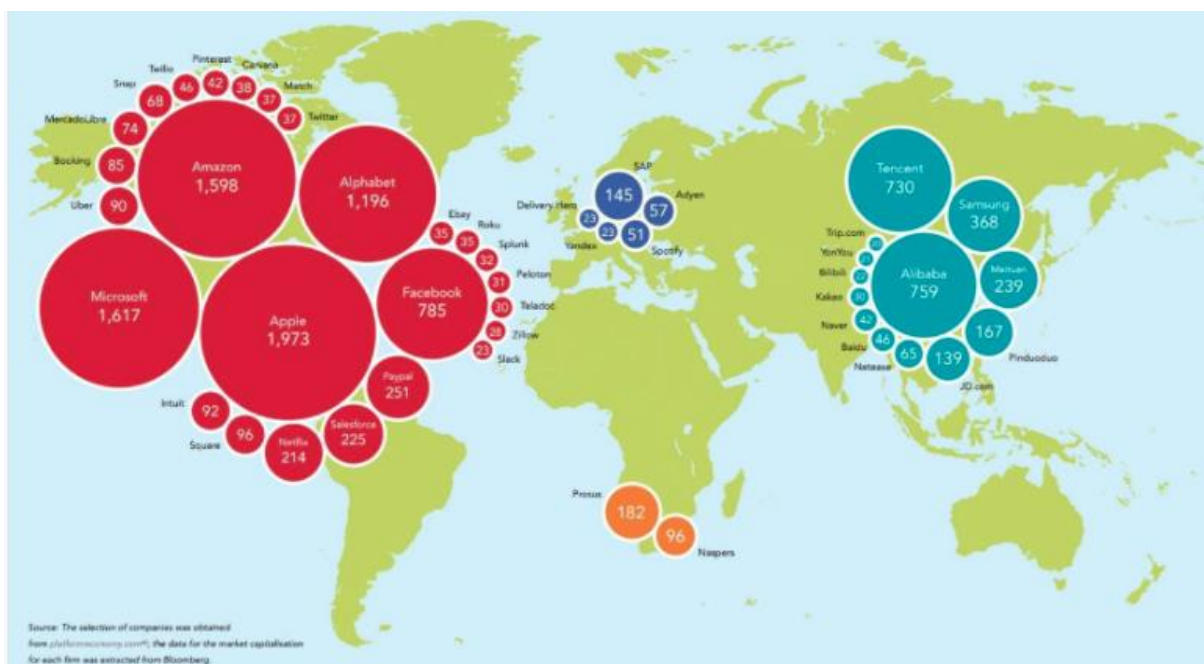 Pinterest
Twilio
Carvana
Snap
46
42
38
Match
68
37
MercadoLibre
37
Twitter
74
Booking
Amazon
1,598
85
Alphabet
1,196
Uber
90
Ebay
35
Roku
35
Splunk
32
Microsoft
1,617
Facebook
785
Peloton
31
Apple
1,973
30
Teladoc
28
Zillow
23
Slack
Paypal
251
Intuit
92
Salesforce
225
Square
96
Netflix
214
SAP
145
Adyen
57
Delivery Hero
23
Yandex
23
51
Spotify
Tencent
730
Samsung
368
Trip.com
20
YonYou
21
Bilibili
22
Alibaba
759
Meituan
239
Kakao
30
Naver
42
167
Pinduoduo
Baidu
46
Netease
65
139
JD.com
Prosus
182
96
Naspers
Source: The selection of companies was obtained
from platformeconomy.com; the data for the market capitalisation
for each firm was extracted from Bloomberg.